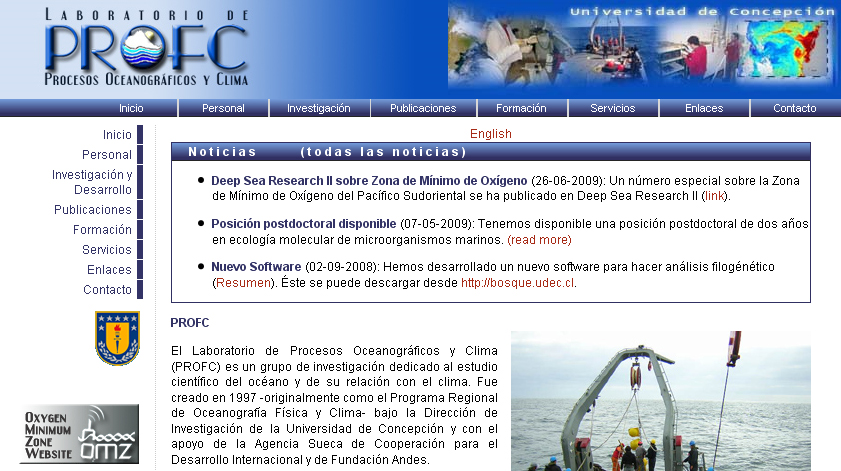 LABORATORIO DE
PROFC
PROCESOS OCEANOGRÁFICOS Y CLIMA
Universidad de Concepción
Inicio Personal Investigación Publicaciones Formación Servicios Enlaces Contacto
Inicio
Personal
Investigación y
Desarrollo
Publicaciones
Formación
Servicios
Enlaces
Contacto
OXYGEN
MINIMUM
ZONE
WEBSITE
OMZ
English
Noticias (todas las noticias)
Deep Sea Research II sobre Zona de Mínimo de Oxígeno (26-06-2009): Un número especial sobre la Zona
de Mínimo de Oxígeno del Pacífico Sudoriental se ha publicado en Deep Sea Research II (link).
Posición postdoctoral disponible (07-05-2009): Tenemos disponible una posición postdoctoral de dos años
en ecología molecular de microorganismos marinos. (read more)
Nuevo Software (02-09-2008): Hemos desarrollado un nuevo software para hacer análisis filogénético
(Resumen). Éste se puede descargar desde http://bosque.udec.cl.
PROFC
El Laboratorio de Procesos Oceanográficos y Clima
(PROFC) es un grupo de investigación dedicado al estudio
científico del océano y de su relación con el clima. Fue
creado en 1997 -originalmente como el Programa Regional
de Oceanografía Física y Clima- bajo la Dirección de
Investigación de la Universidad de Concepción y con el
apoyo de la Agencia Sueca de Cooperación para el
Desarrollo Internacional y de Fundación Andes.